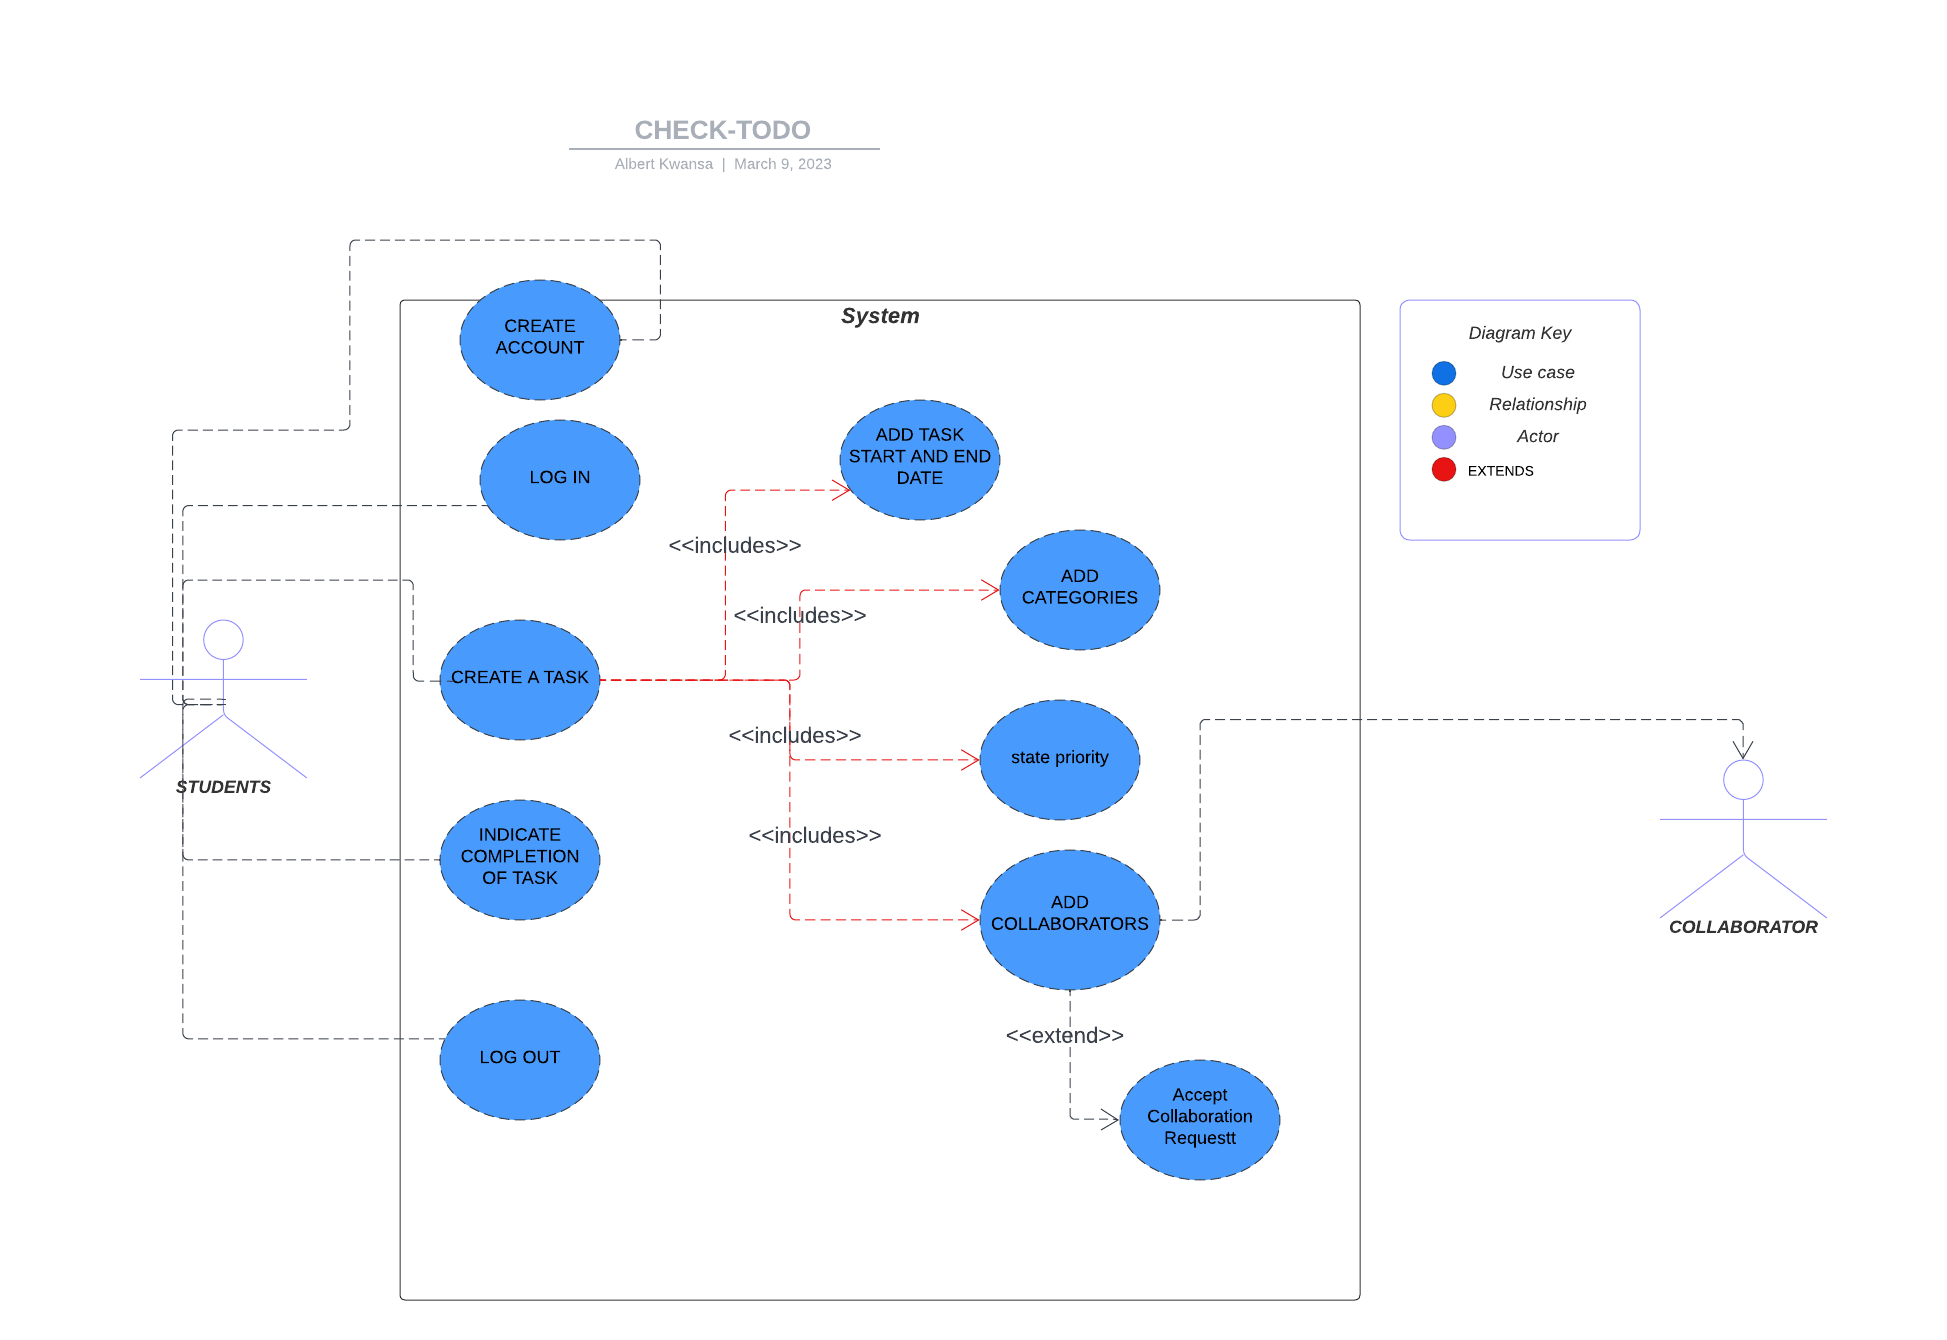 CHECK-TODO
Albert Kwansa | March 9, 2023
System
CREATE
ACCOUNT
Diagram Key
Use case
Relationship
Actor
EXTENDS
ADD TASK
START AND END
DATE
LOG IN
<<includes>>
ADD
CATEGORIES
<<includes>>
CREATE A TASK
<<includes>>
state priority
STUDENTS
INDICATE
COMPLETION
OF TASK
<<includes>>
ADD
COLLABORATORS
COLLABORATOR
<<extend>>
LOG OUT
Accept
Collaboration
Requestt